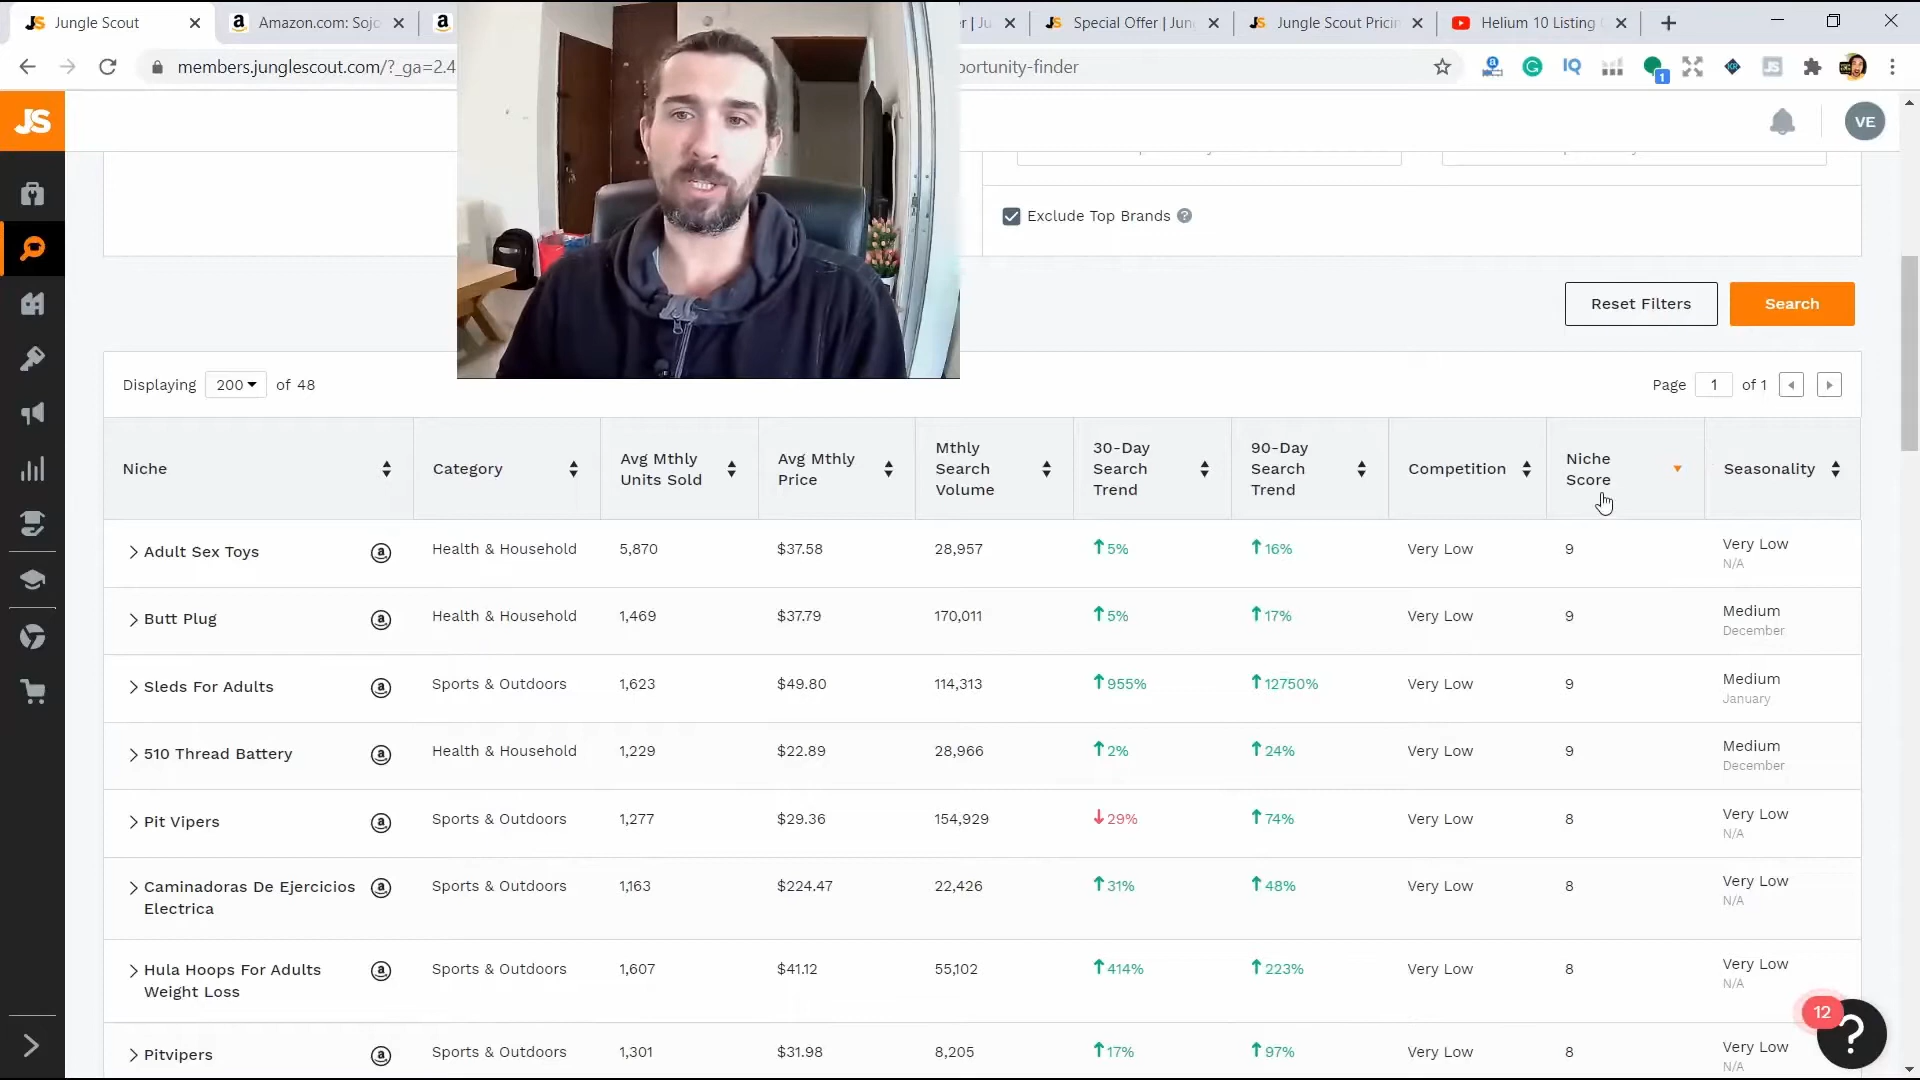 Jungle Scout
Amazon.com: Sojo
r | Ju
Special Offer | Jun
Jungle Scout Pricin
Helium 10 Listing
members.junglescout.com/?_ga=2.4
portunity-finder
1
JS
VE
Exclude Top Brands
?
Reset Filters
Search
Displaying 200 of 48
Page 1 of 1
Niche
Category
Avg Mthly
Units Sold
Avg Mthly
Price
Mthly
Search
Volume
30-Day
Search
Trend
90-Day
Search
Trend
Competition
Niche
Score
Seasonality
Adult Sex Toys a Health & Household 5,870 $37.58 28,957 5% 16% Very Low 9 Very Low
N/A
Butt Plug a Health & Household 1,469 $37.79 170,011 5% 17% Very Low 9 Medium
December
Sleds For Adults a Sports & Outdoors 1,623 $49.80 114,313 955% 12750% Very Low 9 Medium
January
510 Thread Battery a Health & Household 1,229 $22.89 28,966 2% 24% Very Low 9 Medium
December
Pit Vipers a Sports & Outdoors 1,277 $29.36 154,929 29% 74% Very Low 8 Very Low
N/A
Caminadoras De Ejercicios
Electrica
a Sports & Outdoors 1,163 $224.47 22,426 31% 48% Very Low 8 Very Low
N/A
Hula Hoops For Adults
Weight Loss
a Sports & Outdoors 1,607 $41.12 55,102 414% 223% Very Low 8 Very Low
N/A
Pitvipers a Sports & Outdoors 1,301 $31.98 8,205 17% 97% Very Low 8 Very Low
N/A
12
?